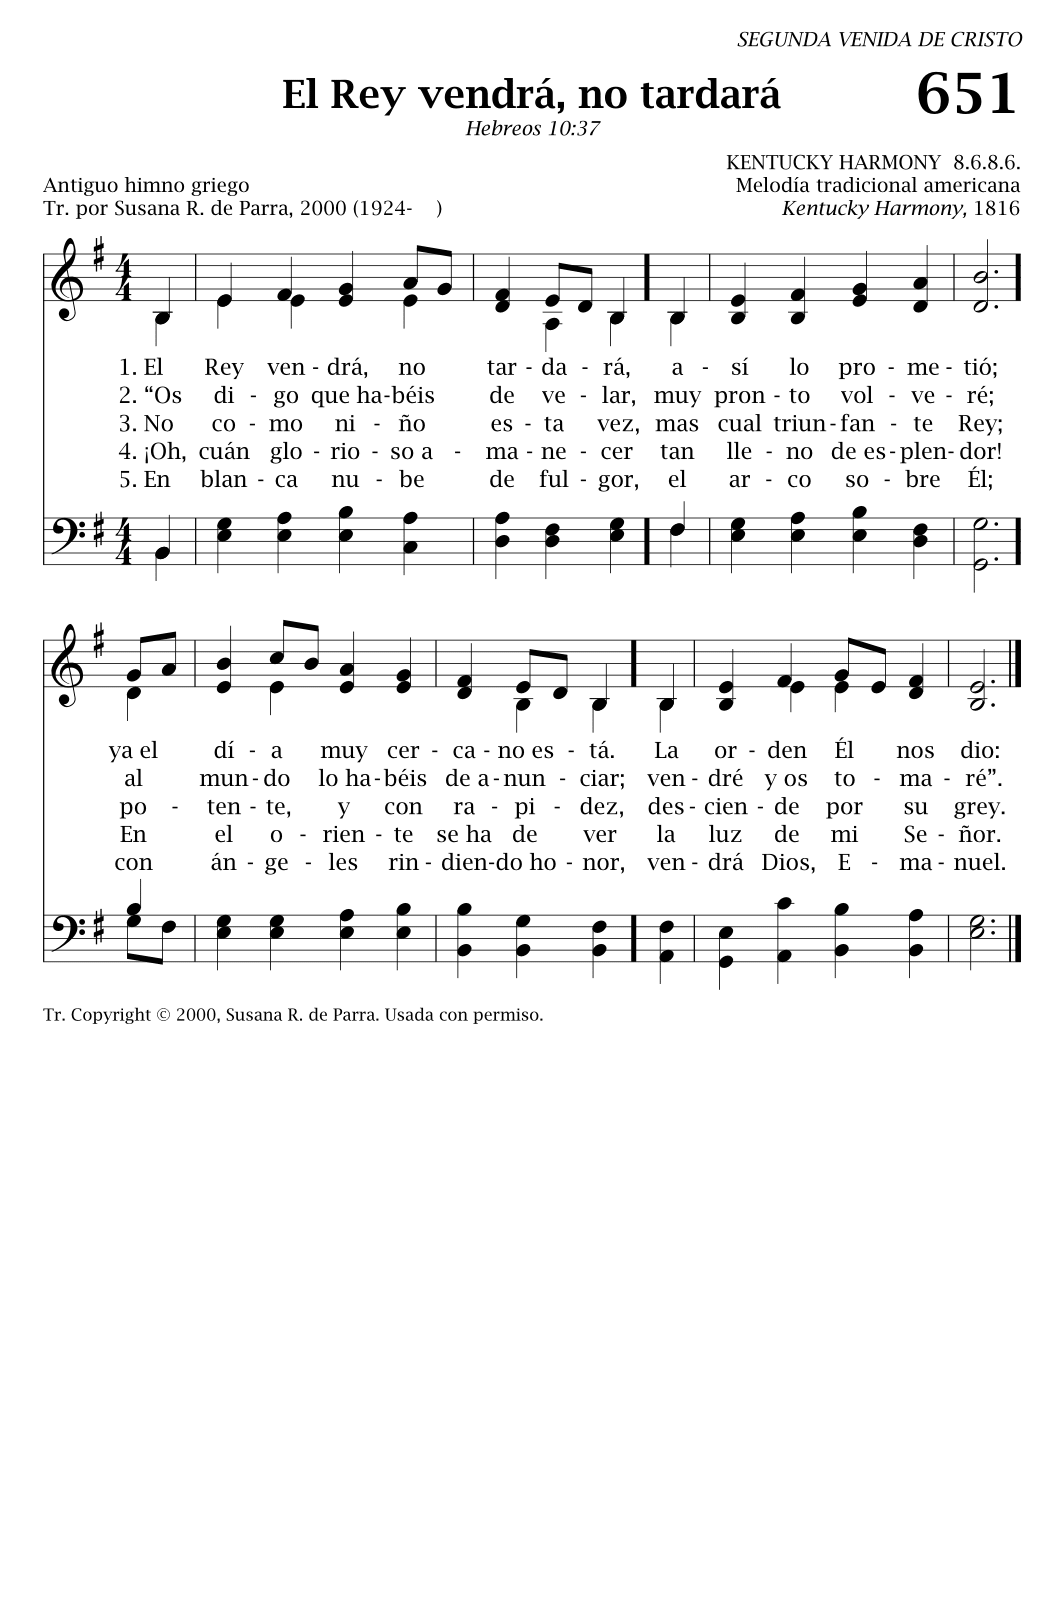 SEGUNDA VENIDA DE CRISTO
El Rey vendrá, no tardará 651
Hebreos 10:37
KENTUCKY HARMONY 8.6.8.6.
Antiguo himno griego Melodía tradicional americana
Tr. por Susana R. de Parra, 2000 (1924- ) Kentucky Harmony, 1816
1. El Rey ven - drá, no tar - da - rá, a - sí lo pro - me - tió;
2. “Os di - go que ha - béis de ve - lar, muy pron - to vol - ve - ré;
3. No co - mo ni - ño es - ta vez, mas cual triun - fan - te Rey;
4. ¡Oh, cuán glo - rio - so a - ma - ne - cer tan lle - no de es - plen - dor!
5. En blan - ca nu - be de ful - gor, el ar - co so - bre Él;
ya el dí - a muy cer - ca - no es - tá. La or - den Él nos dio:
al mun - do lo ha - béis de a - nun - ciar; ven - dré y os to - ma - ré”.
po - ten - te, y con ra - pi - dez, des - cien - de por su grey.
En el o - rien - te se ha de ver la luz de mi Se - ñor.
con án - ge - les rin - dien - do ho - nor, ven - drá Dios, E - ma - nuel.
Tr. Copyright © 2000, Susana R. de Parra. Usada con permiso.